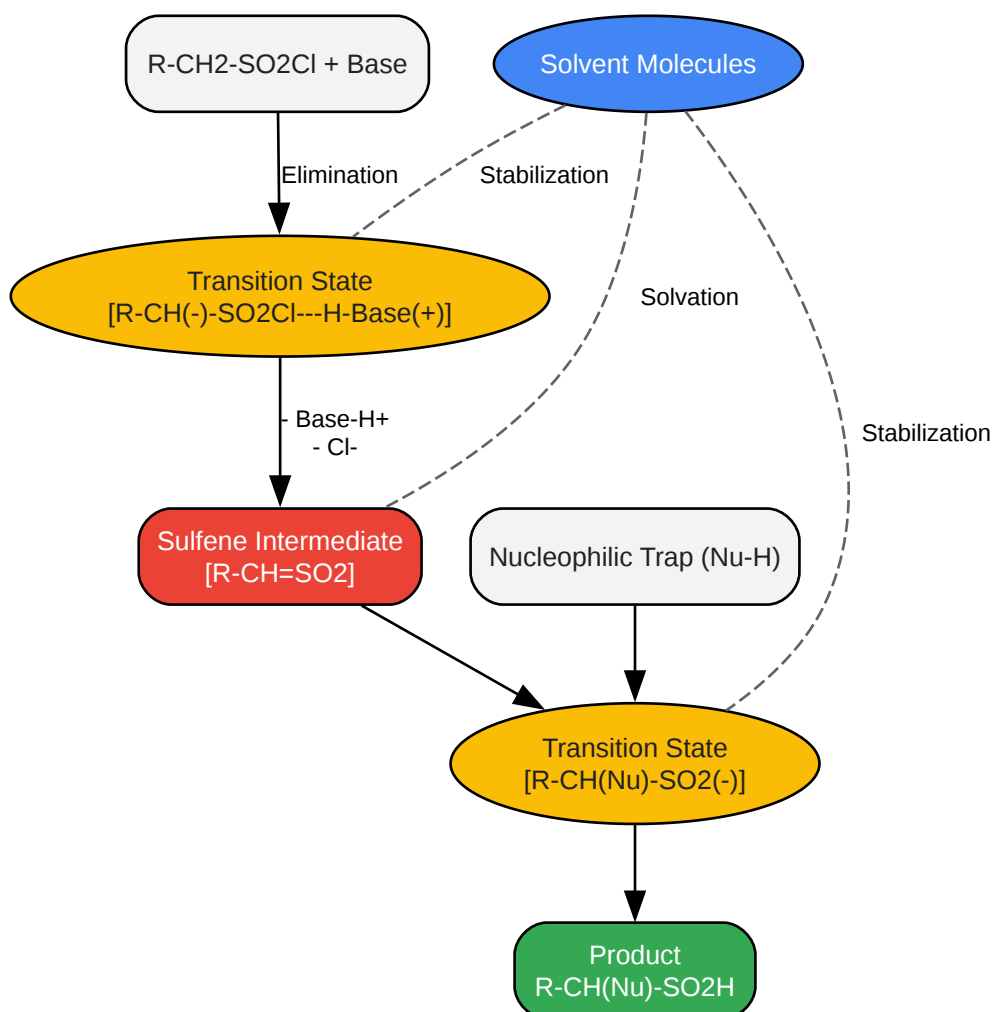 R-CH2-SO2Cl + Base
Solvent Molecules
Elimination
Stabilization
Transition State
[R-CH(-)-SO2Cl---H-Base(+)]
Solvation
- Base-H+
- Cl-
Stabilization
Sulfene Intermediate
[R-CH=SO2]
Nucleophilic Trap (Nu-H)
Transition State
[R-CH(Nu)-SO2(-)]
Product
R-CH(Nu)-SO2H